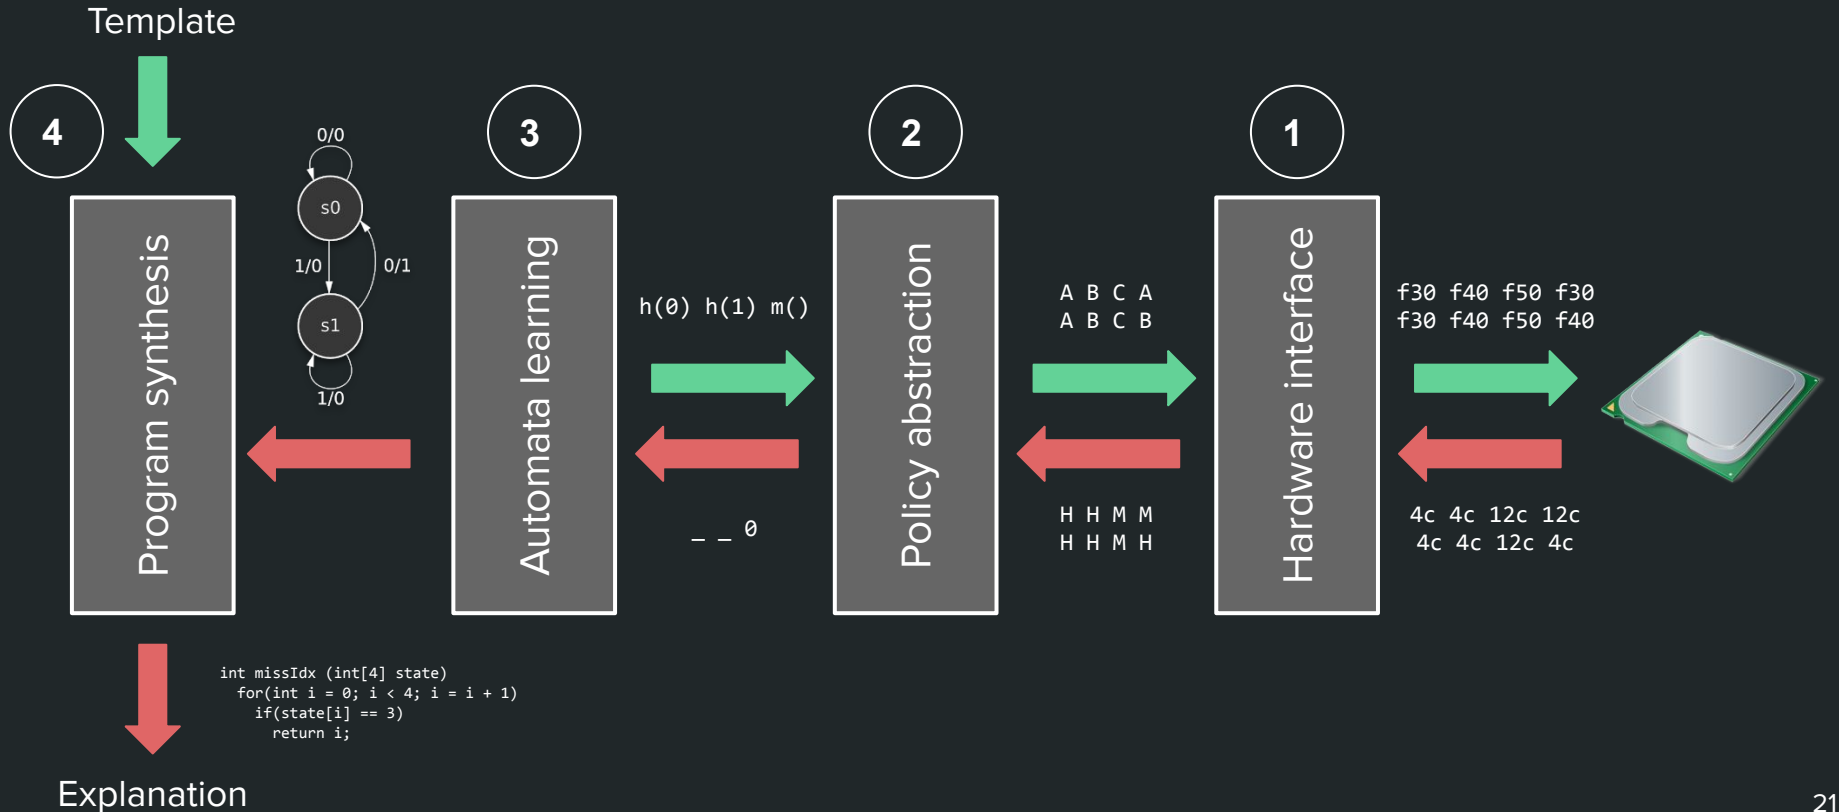 Template
4
3
2
1
0/0
s0
1/0
0/1
s1
1/0
Program synthesis
Automata learning
h(0) h(1) m()
_ _ 0
Policy abstraction
A B C A
A B C B
H H M M
H H M H
Hardware interface
f30 f40 f50 f30
f30 f40 f50 f40
4c 4c 12c 12c
4c 4c 12c 4c
int missIdx (int[4] state)
for(int i = 0; i < 4; i = i + 1)
if(state[i] == 3)
return i;
Explanation
21